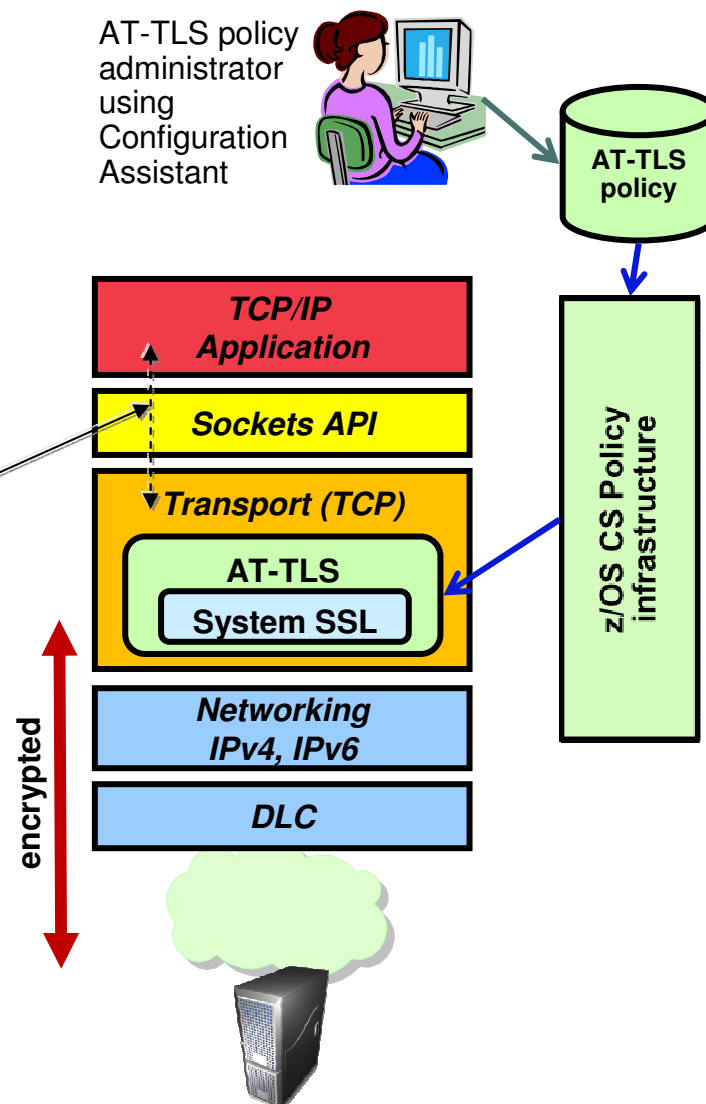 AT-TLS policy
administrator
using
Configuration
Assistant
AT-TLS
policy
TCP/IP
Application
Sockets API
Transport (TCP)
AT-TLS
System SSL
z/OS CS Policy
infrastructure
Networking
IPv4, IPv6
DLC
encrypted